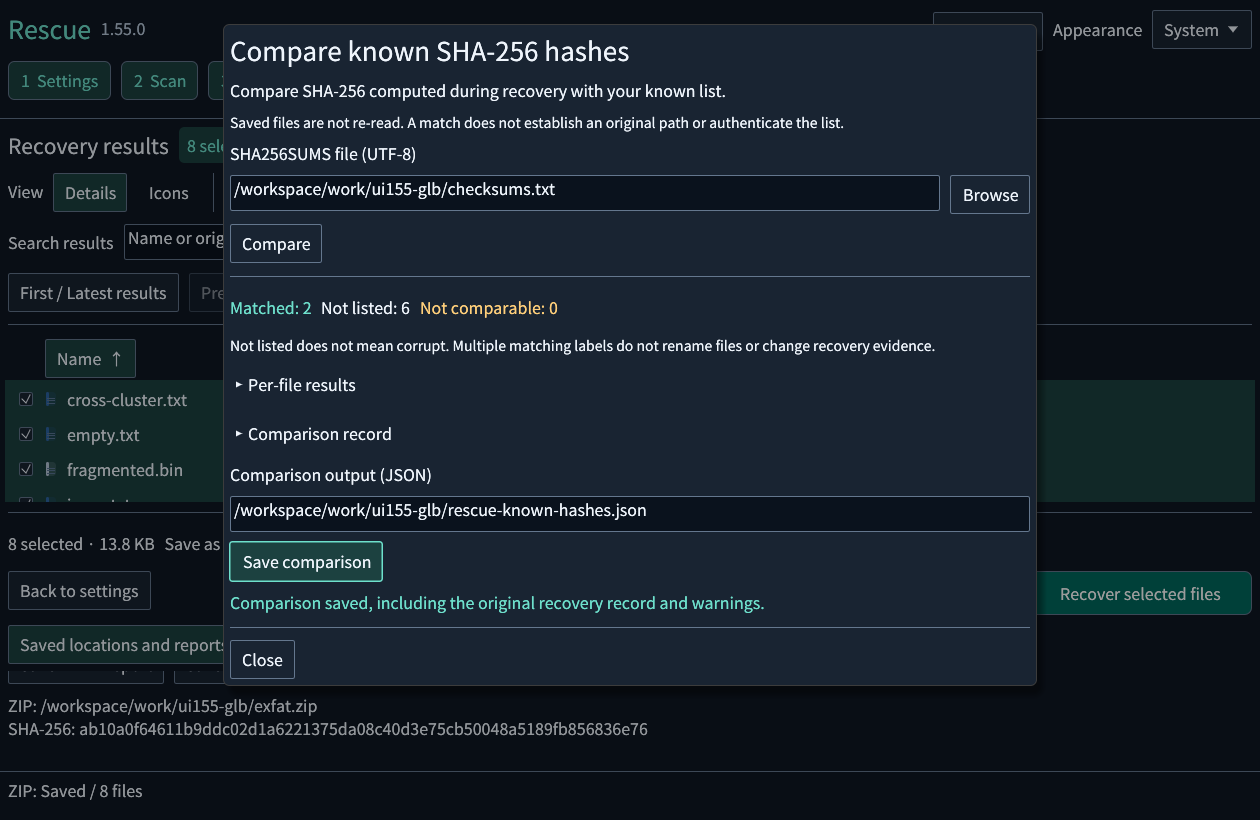 Rescue 1.55.0
Appearance System
1 Settings 2 Scan
Compare known SHA-256 hashes
Compare SHA-256 computed during recovery with your known list.
Saved files are not re-read. A match does not establish an original path or authenticate the list.
SHA256SUMS file (UTF-8)
/workspace/work/ui155-glb/checksums.txt Browse
Compare
Matched: 2 Not listed: 6 Not comparable: 0
Not listed does not mean corrupt. Multiple matching labels do not rename files or change recovery evidence.
Per-file results
Comparison record
Comparison output (JSON)
/workspace/work/ui155-glb/rescue-known-hashes.json
Save comparison
Comparison saved, including the original recovery record and warnings.
Close
Recovery results 8 sele
View Details Icons
Search results Name or orig
First / Latest results Pre
Name ↑
cross-cluster.txt
empty.txt
fragmented.bin
8 selected · 13.8 KB Save as
Back to settings Recover selected files
Saved locations and reports
ZIP: /workspace/work/ui155-glb/exfat.zip
SHA-256: ab10a0f64611b9ddc02d1a6221375da08c40d3e75cb50048a5189fb856836e76
ZIP: Saved / 8 files